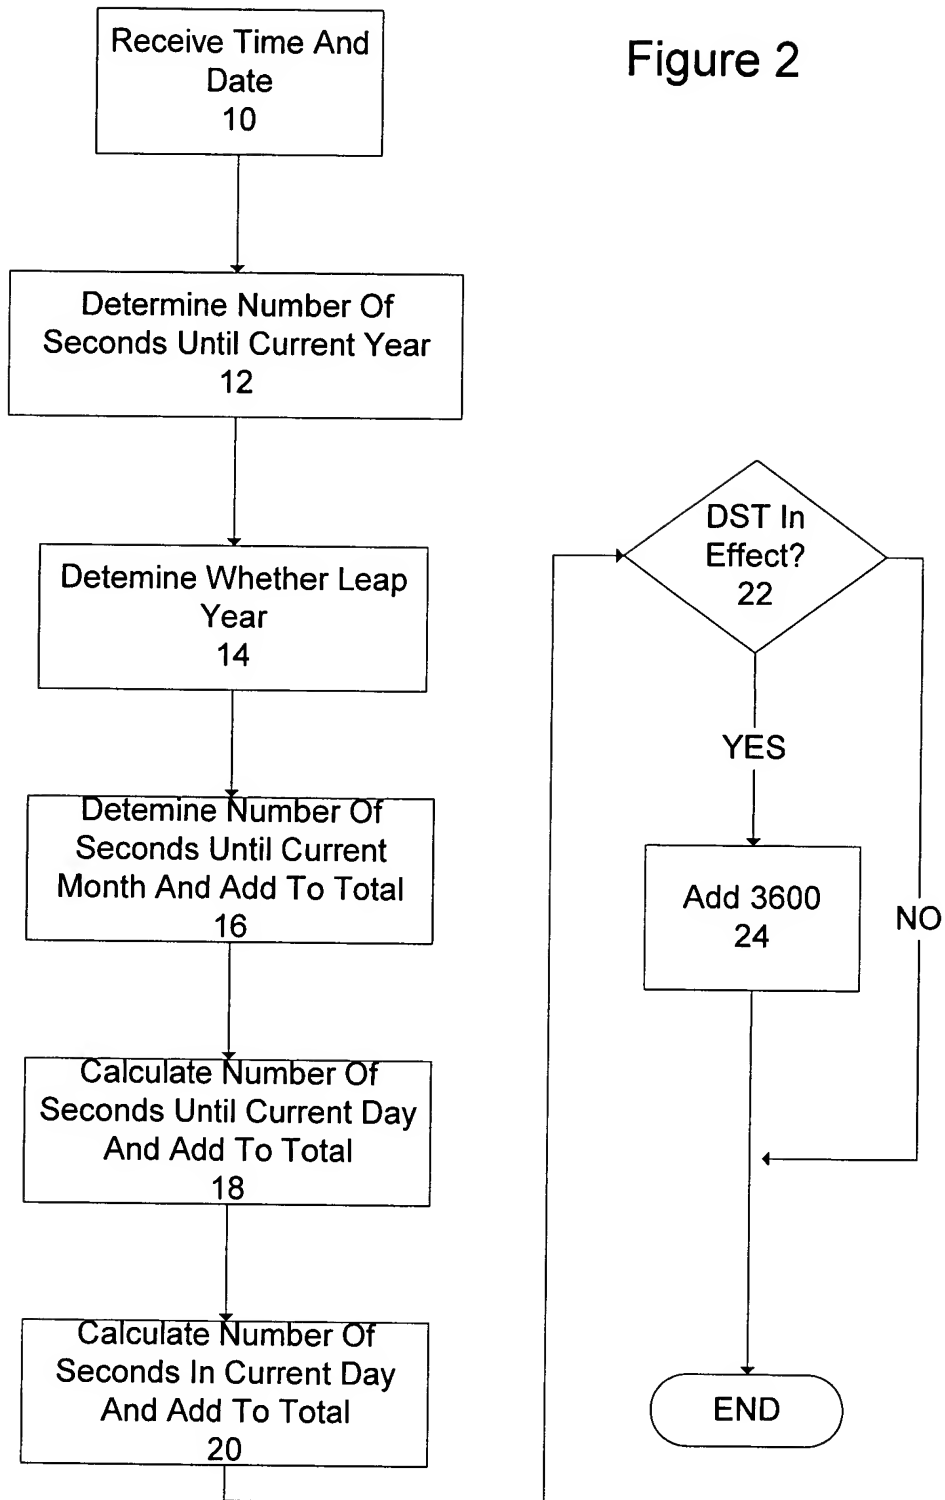 Figure 2
Receive Time And
Date
10
Determine Number Of
Seconds Until Current Year
12
Detemine Whether Leap
Year
14
Detemine Number Of
Seconds Until Current
Month And Add To Total
16
Calculate Number Of
Seconds Until Current Day
And Add To Total
18
Calculate Number Of
Seconds In Current Day
And Add To Total
20
DST In
Effect?
22
YES
Add 3600
24
NO
END